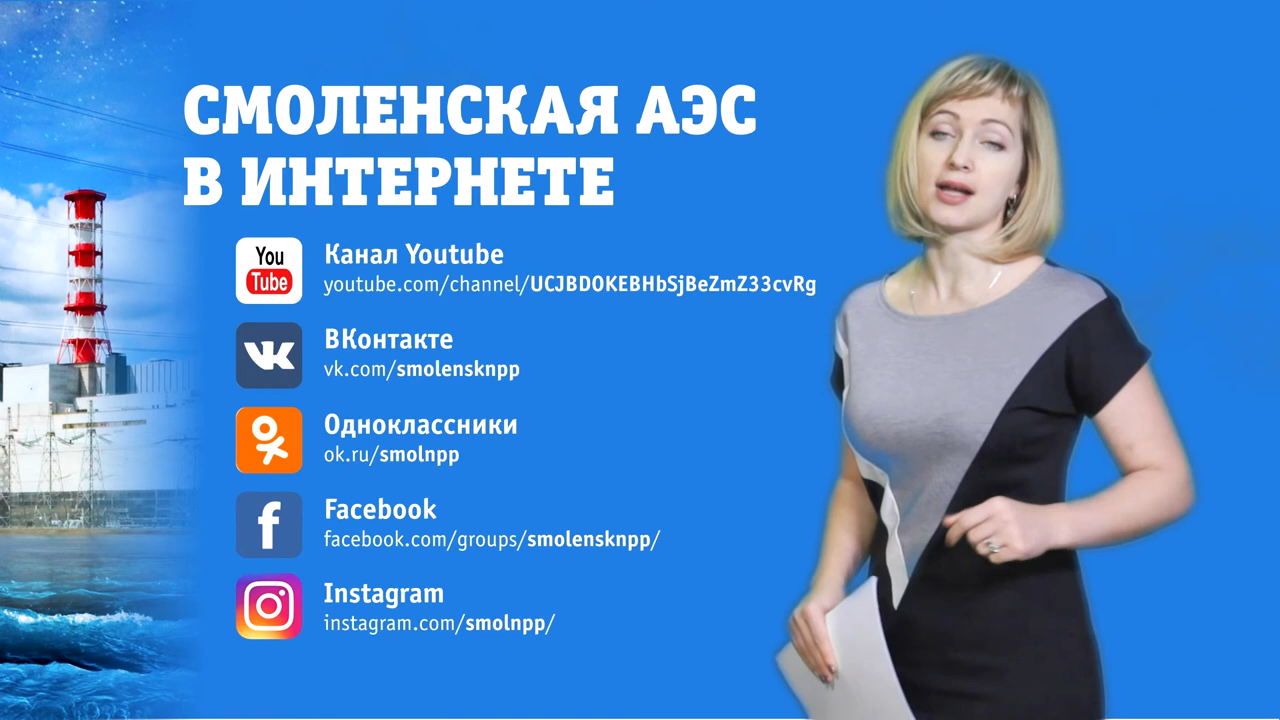 СМОЛЕНСКАЯ АЭС
В ИНТЕРНЕТЕ
You
Tube
Канал Youtube
youtube.com/channel/UCJBD0KEBHbSjBeZmZ33cvRg
ВКонтакте
vk.com/smolensknpp
Одноклассники
ok.ru/smolnpp
Facebook
facebook.com/groups/smolensknpp/
Instagram
instagram.com/smolnpp/